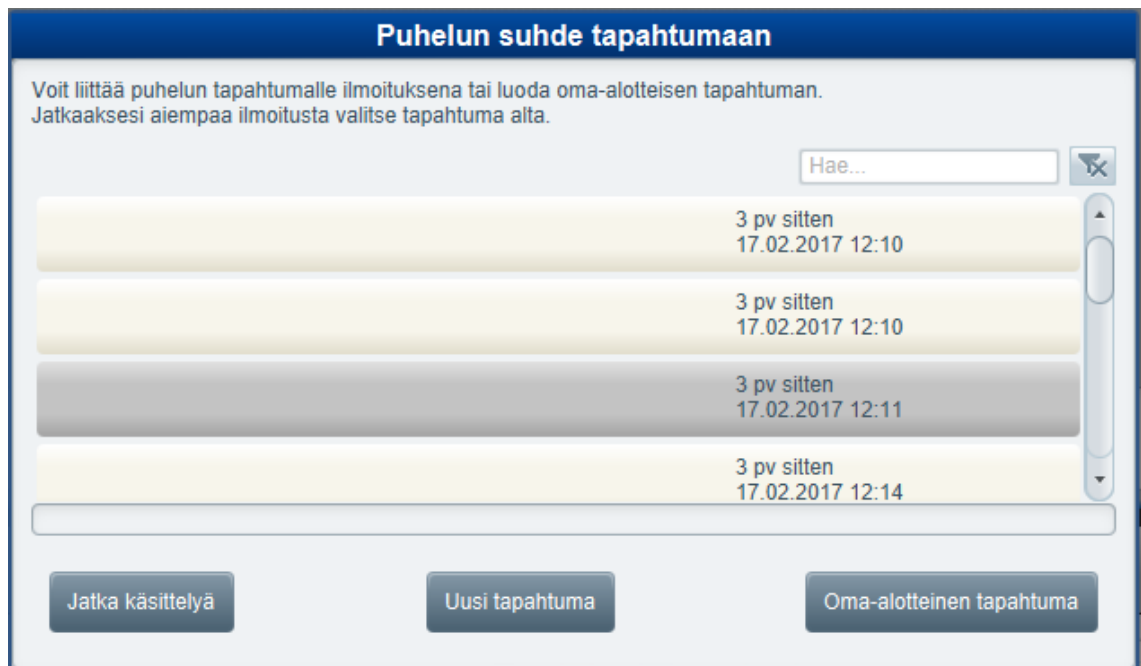 Puhelun suhde tapahtumaan
Voit liittää puhelun tapahtumalle ilmoituksena tai luoda oma-alotteisen tapahtuman.
Jatkaaksesi aiempaa ilmoitusta valitse tapahtuma alta.
Hae...
3 pv sitten
17.02.2017 12:10
3 pv sitten
17.02.2017 12:10
3 pv sitten
17.02.2017 12:11
3 pv sitten
17.02.2017 12:14
Jatka käsittelyä
Uusi tapahtuma
Oma-alotteinen tapahtuma